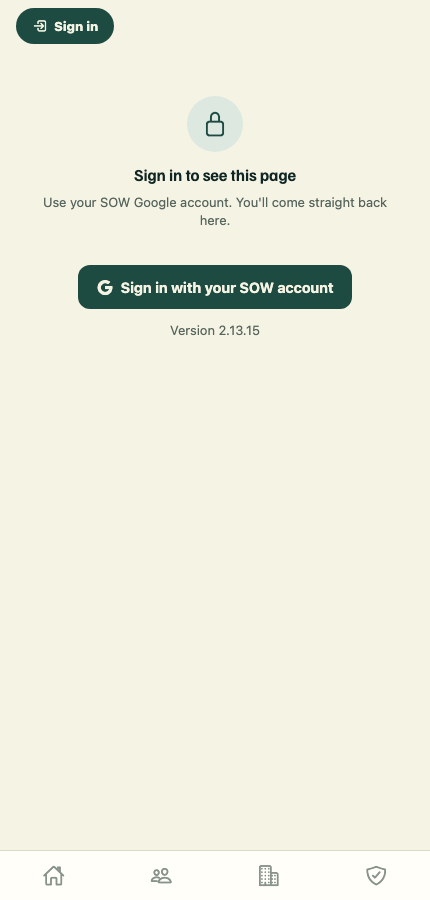 Sign in
Sign in to see this page
Use your SOW Google account. You'll come straight back
here.
Sign in with your SOW account
Version 2.13.15